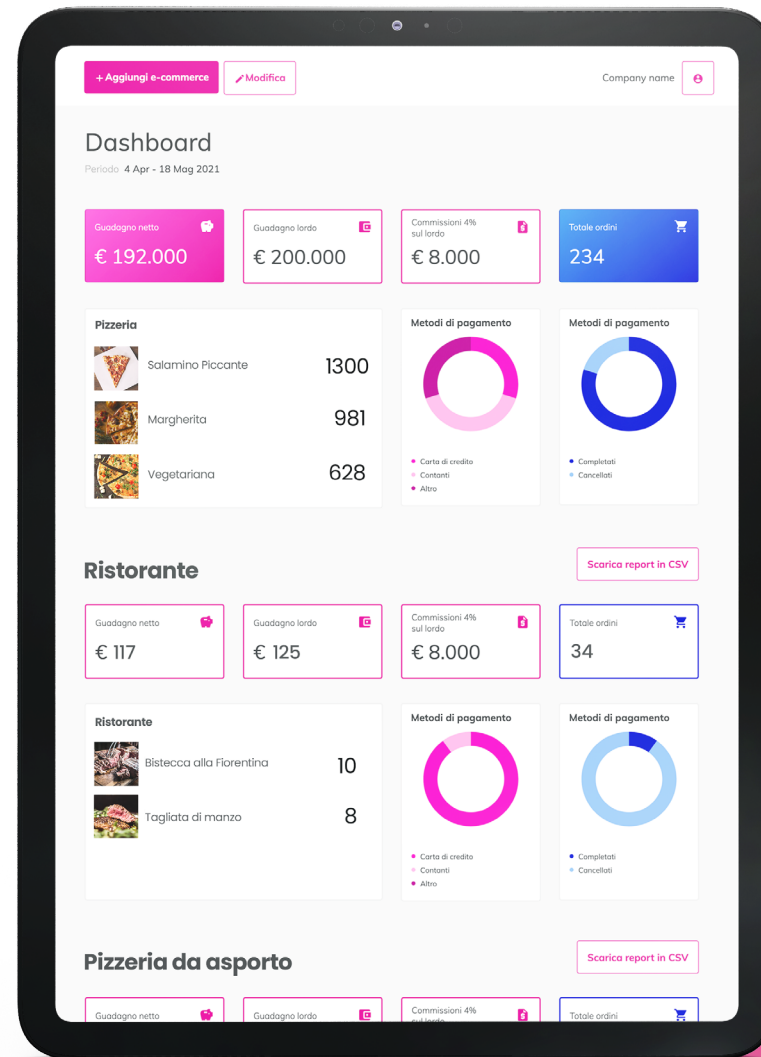 + Aggiungi e-commerce
Modifica
Company name
Dashboard
Periodo 4 Apr - 18 Mag 2021
Guadagno netto
€ 192.000
Guadagno lordo
€ 200.000
Commissioni 4%
sul lordo
€ 8.000
Totale ordini
234
Pizzeria
Salamino Piccante 1300
Margherita 981
Vegetariana 628
Metodi di pagamento
Carta di credito
Contanti
Altro
Metodi di pagamento
Completati
Cancellati
Ristorante
Scarica report in CSV
Guadagno netto
€ 117
Guadagno lordo
€ 125
Commissioni 4%
sul lordo
€ 8.000
Totale ordini
34
Ristorante
Bistecca alla Fiorentina 10
Tagliata di manzo 8
Metodi di pagamento
Carta di credito
Contanti
Altro
Metodi di pagamento
Completati
Cancellati
Pizzeria da asporto
Scarica report in CSV
Guadagno netto
Guadagno lordo
Commissioni 4%
sul lordo
Totale ordini